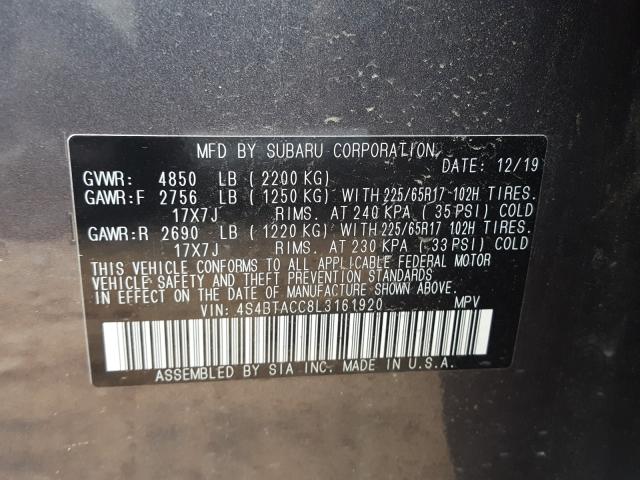 MFD BY SUBARU CORPORATION
DATE: 12/19
GVWR: 4850 LB (2200 KG)
GAWR:F 2756 LB (1250 KG) WITH 225/65R17 102H TIRES.
17X7J RIMS. AT 240 KPA (35 PSI) COLD
GAWR:R 2690 LB (1220 KG) WITH 225/65R17 102H TIRES.
17X7J RIMS. AT 230 KPA (33 PSI) COLD
THIS VEHICLE CONFORMS TO ALL APPLICABLE FEDERAL MOTOR
VEHICLE SAFETY AND THEFT PREVENTION STANDARDS
IN EFFECT ON THE DATE OF MANUFACTURE SHOWN ABOVE.
VIN: 4S4BTACC8L3161920 MPV
ASSEMBLED BY SIA INC. MADE IN U.S.A.